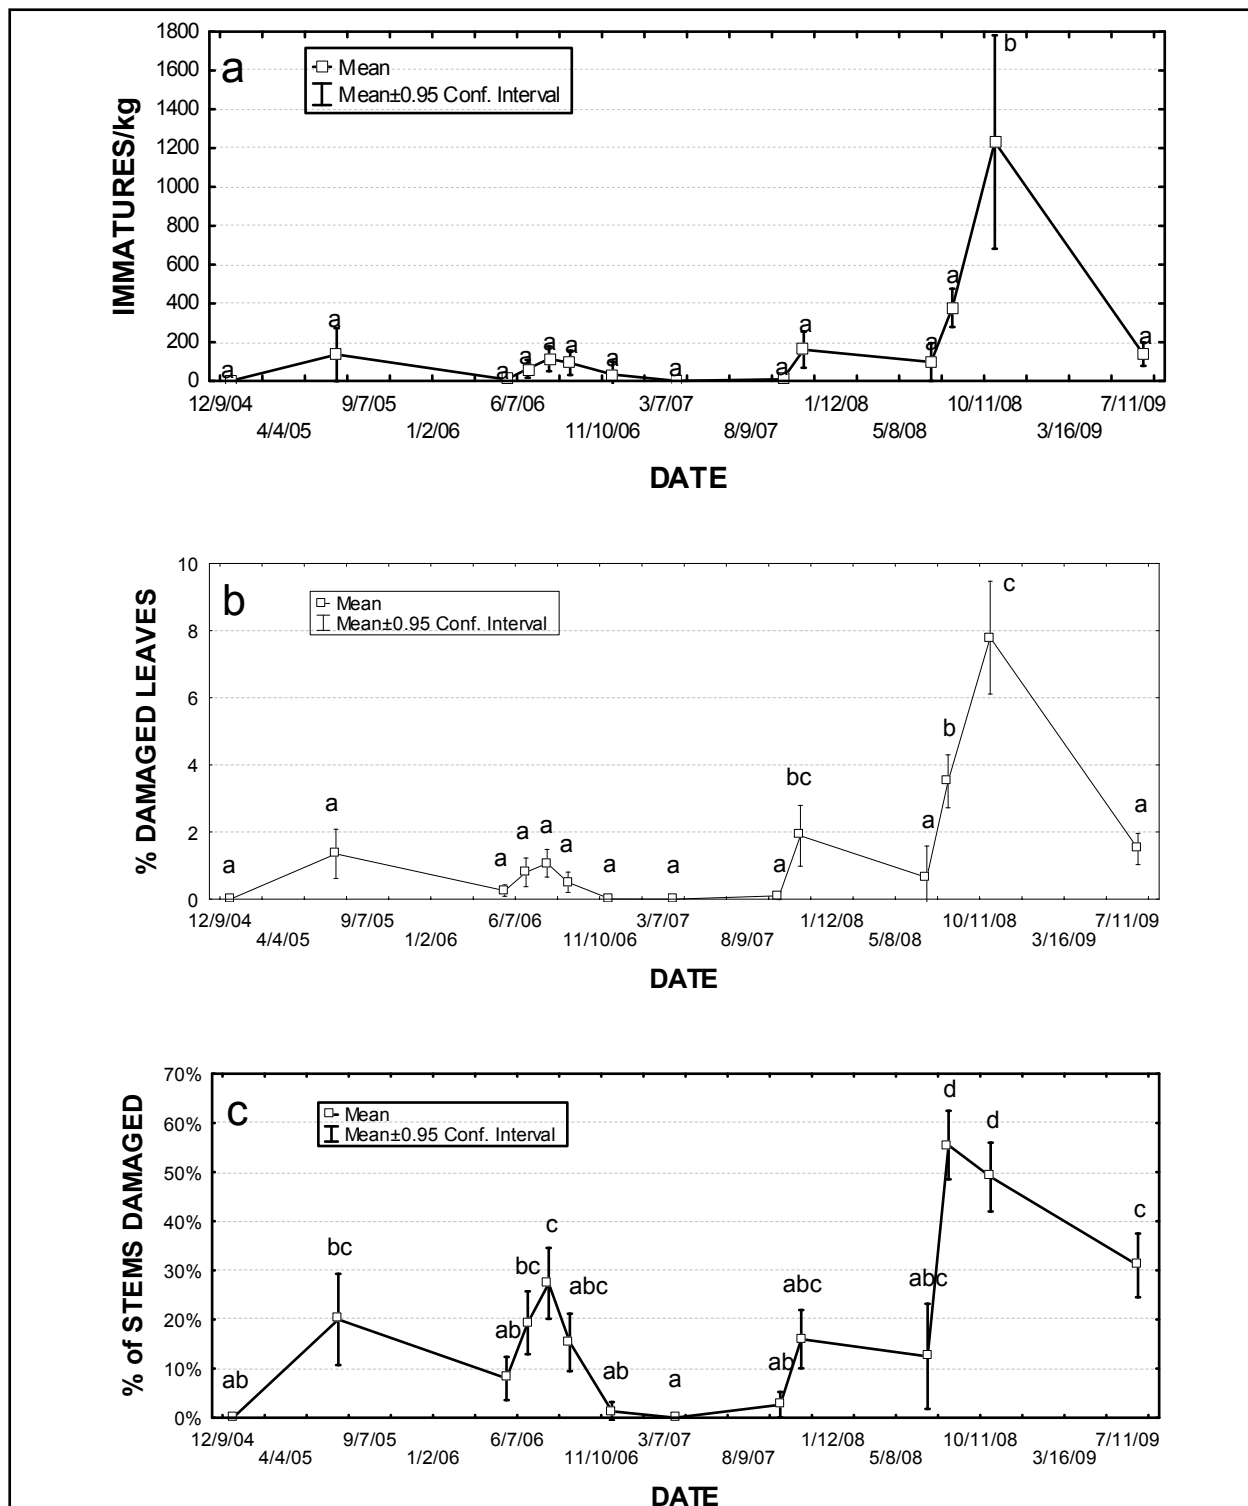 a
Mean
Mean±0.95 Conf. Interval
IMMATURES/kg
1800
1600
1400
1200
1000
800
600
400
200
0
a a a a a a a a a a a a a b a
12/9/04 9/7/05 6/7/06 3/7/07 1/12/08 10/11/08 7/11/09
4/4/05 1/2/06 11/10/06 8/9/07 5/8/08 3/16/09
DATE
b
Mean
Mean±0.95 Conf. Interval
% DAMAGED LEAVES
10
8
6
4
2
0
a a a a a a a a a bc a b c a
12/9/04 9/7/05 6/7/06 3/7/07 1/12/08 10/11/08 7/11/09
4/4/05 1/2/06 11/10/06 8/9/07 5/8/08 3/16/09
DATE
c
Mean
Mean±0.95 Conf. Interval
% of STEMS DAMAGED
70%
60%
50%
40%
30%
20%
10%
0%
ab bc ab bc c abc ab a ab abc abc d d c
12/9/04 9/7/05 6/7/06 3/7/07 1/12/08 10/11/08 7/11/09
4/4/05 1/2/06 11/10/06 8/9/07 5/8/08 3/16/09
DATE